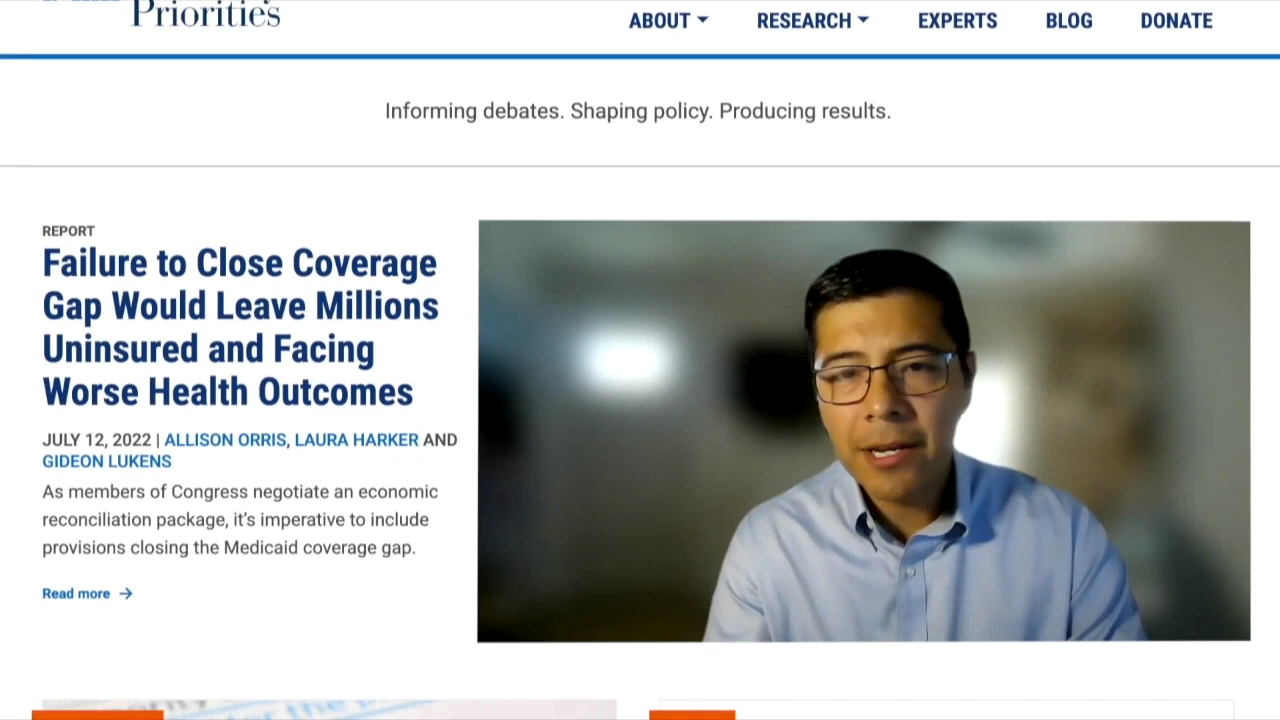 Priorities
ABOUT RESEARCH EXPERTS BLOG DONATE
Informing debates. Shaping policy. Producing results.
REPORT
Failure to Close Coverage
Gap Would Leave Millions
Uninsured and Facing
Worse Health Outcomes
JULY 12, 2022 | ALLISON ORRIS, LAURA HARKER AND
GIDEON LUKENS
As members of Congress negotiate an economic
reconciliation package, it’s imperative to include
provisions closing the Medicaid coverage gap.
Read more →